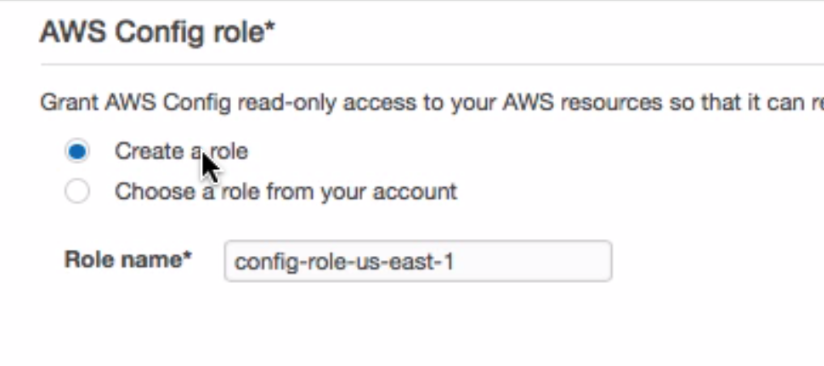 AWS Config role*
Grant AWS Config read-only access to your AWS resources so that it can
Create a role
Choose a role from your account
Role name* config-role-us-east-1